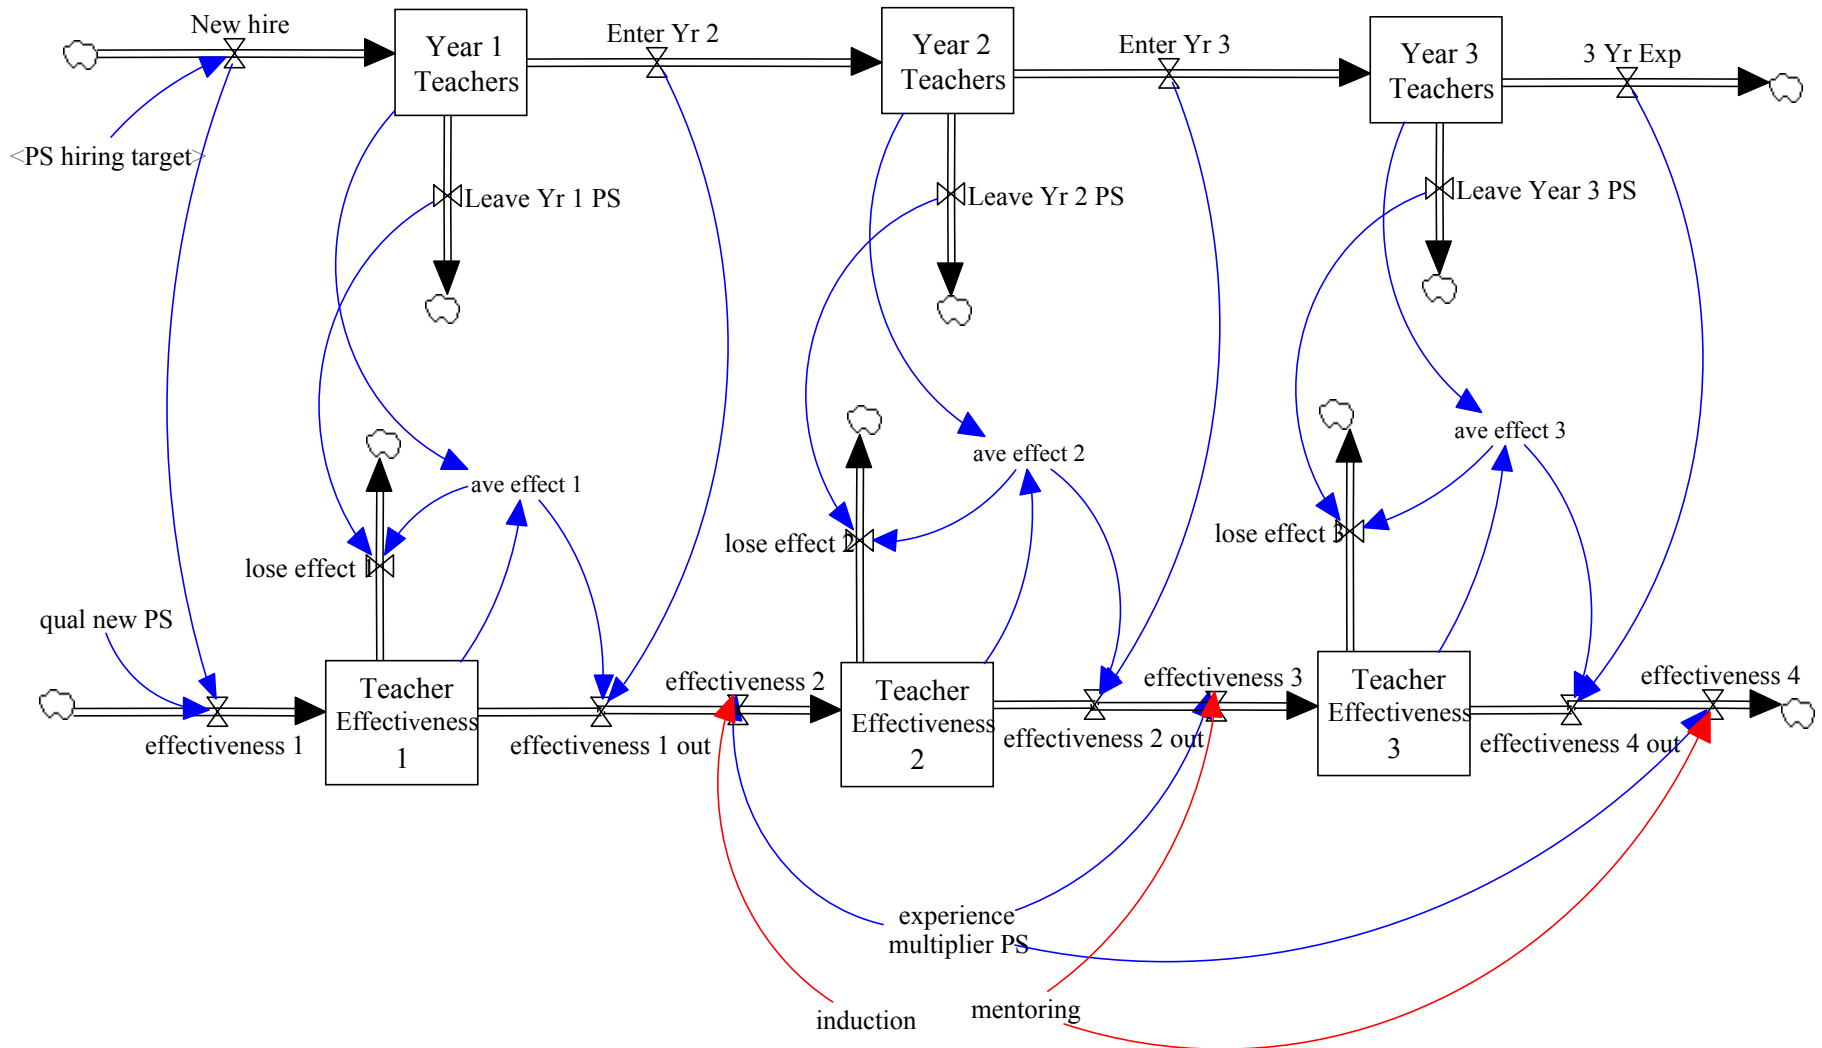 New hire
Year 1
Teachers
Enter Yr 2
Year 2
Teachers
Enter Yr 3
Year 3
Teachers
3 Yr Exp
<PS hiring target>
Leave Yr 1 PS
Leave Yr 2 PS
Leave Year 3 PS
ave effect 1
ave effect 2
ave effect 3
lose effect 1
lose effect 2
lose effect 3
qual new PS
effectiveness 1
Teacher
Effectiveness
1
effectiveness 1 out
effectiveness 2
Teacher
Effectiveness
2
effectiveness 2 out
effectiveness 3
Teacher
Effectiveness
3
effectiveness 4 out
effectiveness 4
experience
multiplier PS
induction
mentoring